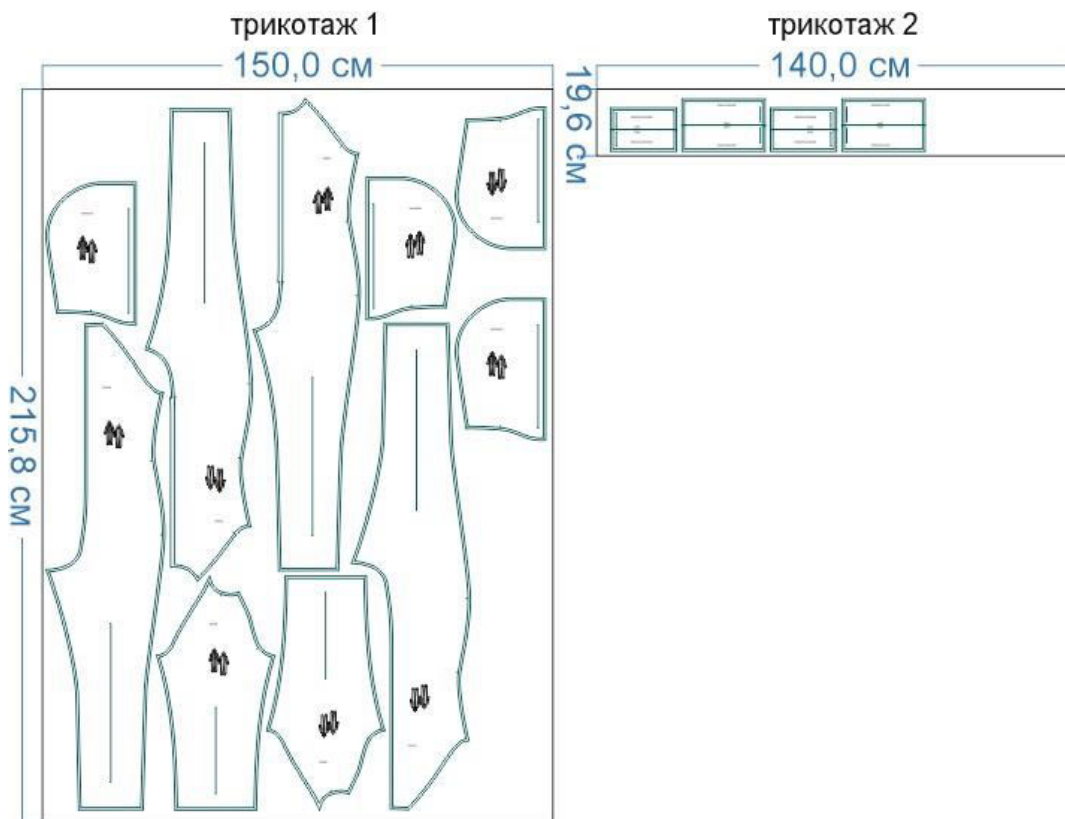 трикотаж 1
150,0 см
215,8 см
трикотаж 2
140,0 см
19,6 см